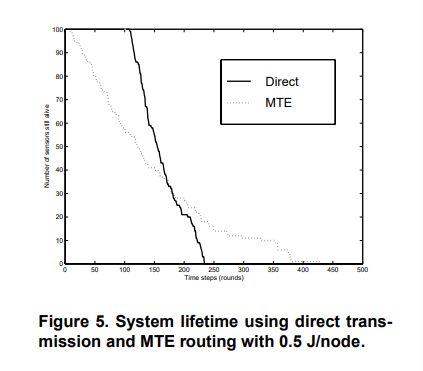 100
90
80
70
60
50
40
30
20
10
0
Number of sensors still alive
Direct
MTE
0 50 100 150 200 250 300 350 400 450 500
Time steps (rounds)
Figure 5. System lifetime using direct trans-
mission and MTE routing with 0.5 J/node.